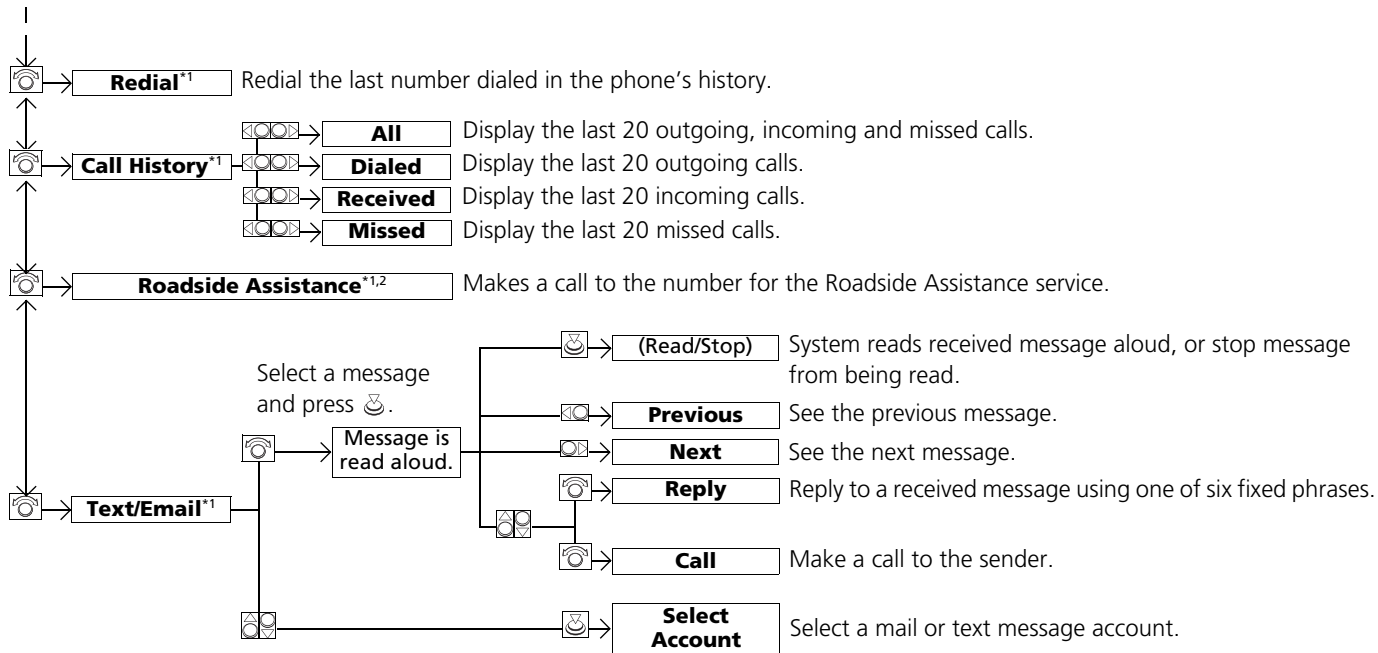 Redial*1 Redial the last number dialed in the phone's history.
All Display the last 20 outgoing, incoming and missed calls.
Call History*1 Dialed Display the last 20 outgoing calls.
Received Display the last 20 incoming calls.
Missed Display the last 20 missed calls.
Roadside Assistance*1,2 Makes a call to the number for the Roadside Assistance service.
(Read/Stop) System reads received message aloud, or stop message
from being read.
Select a message
and press .
Previous See the previous message.
Message is
read aloud.
Next See the next message.
Reply Reply to a received message using one of six fixed phrases.
Text/Email*1
Call Make a call to the sender.
Select
Account
Select a mail or text message account.